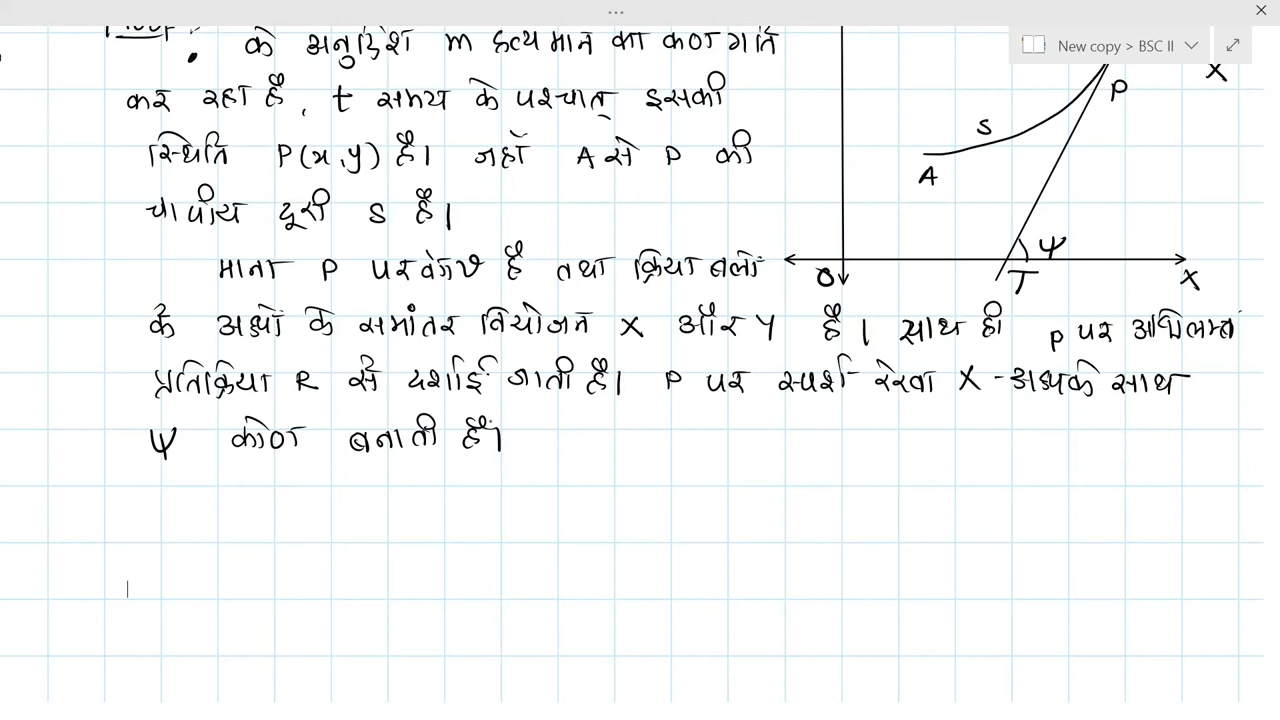 Proof :
के अनुदिश m द्रव्यमान का कण गति
New copy > BSC II
कर रहा है, t समय के पश्चात् इसकी
स्थिति P(x,y) है। जहाँ A से P की
चापीय दूरी S है।
माना P पर वेग v है तथा क्रिया बलों
के अक्षों के समांतर नियोजन X और Y हैं। साथ ही P पर अभिलम्ब
प्रतिक्रिया R से दर्शाई जाती है। P पर स्पर्श रेखा X-अक्ष के साथ
ψ कोण बनाती है।
X
P
S
A
ψ
O
T
X